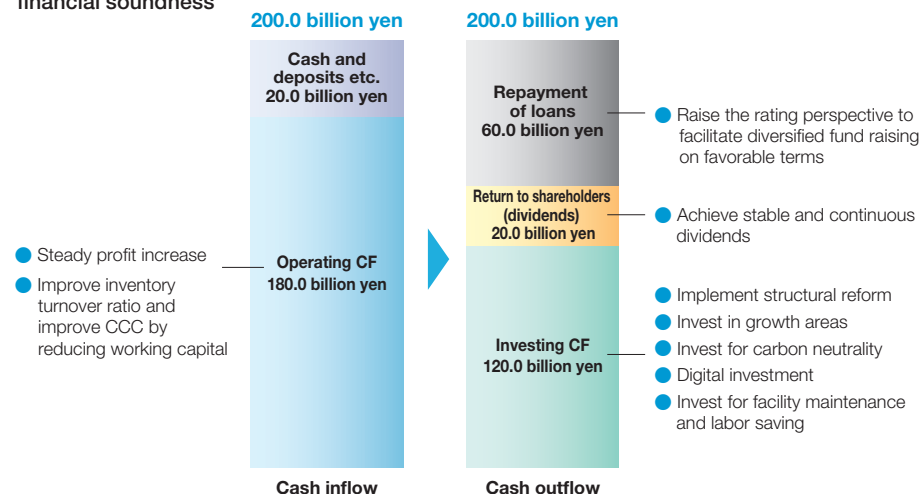 financial soundness
200.0 billion yen
200.0 billion yen
Cash and
deposits etc.
20.0 billion yen
Operating CF
180.0 billion yen
● Steady profit increase
● Improve inventory
turnover ratio and
improve CCC by
reducing working capital
Cash inflow
Repayment
of loans
60.0 billion yen
● Raise the rating perspective to
facilitate diversified fund raising
on favorable terms
Return to shareholders
(dividends)
20.0 billion yen
● Achieve stable and continuous
dividends
Investing CF
120.0 billion yen
● Implement structural reform
● Invest in growth areas
● Invest for carbon neutrality
● Digital investment
● Invest for facility maintenance
and labor saving
Cash outflow